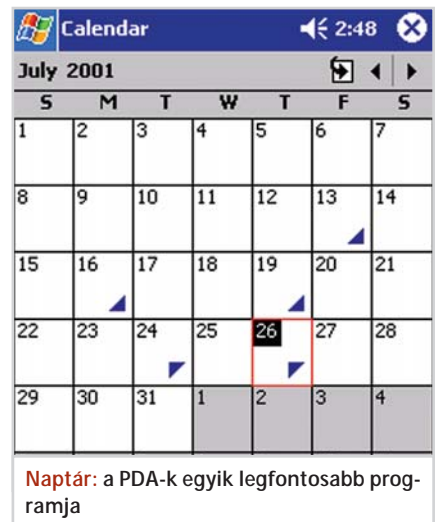 Calendar 2:48
July 2001
S M T W T F S
1 2 3 4 5 6 7
8 9 10 11 12 13 14
15 16 17 18 19 20 21
22 23 24 25 26 27 28
29 30 31 1 2 3 4
Naptár: a PDA-k egyik legfontosabb prog-
ramja